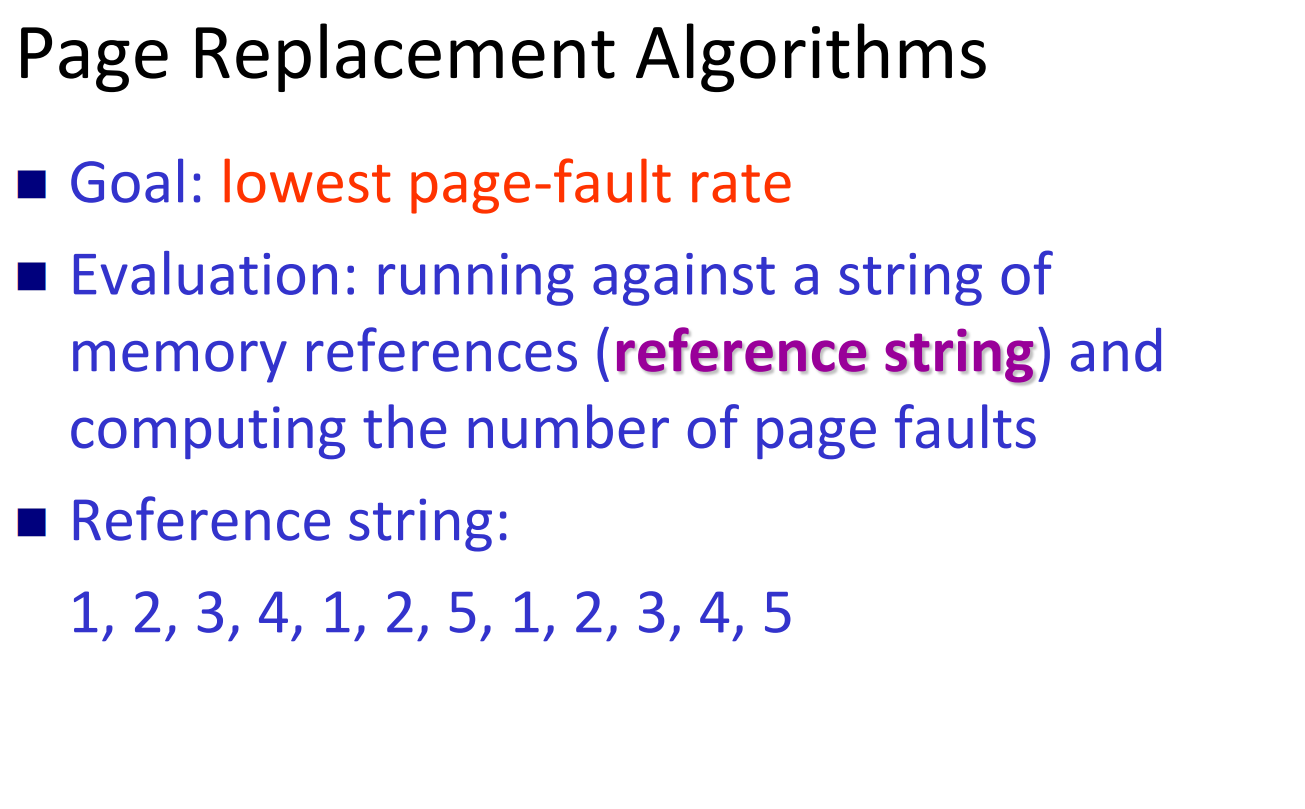 Page Replacement Algorithms
Goal: lowest page-fault rate
Evaluation: running against a string of
memory references (reference string) and
computing the number of page faults
Reference string:
1, 2, 3, 4, 1, 2, 5, 1, 2, 3, 4, 5